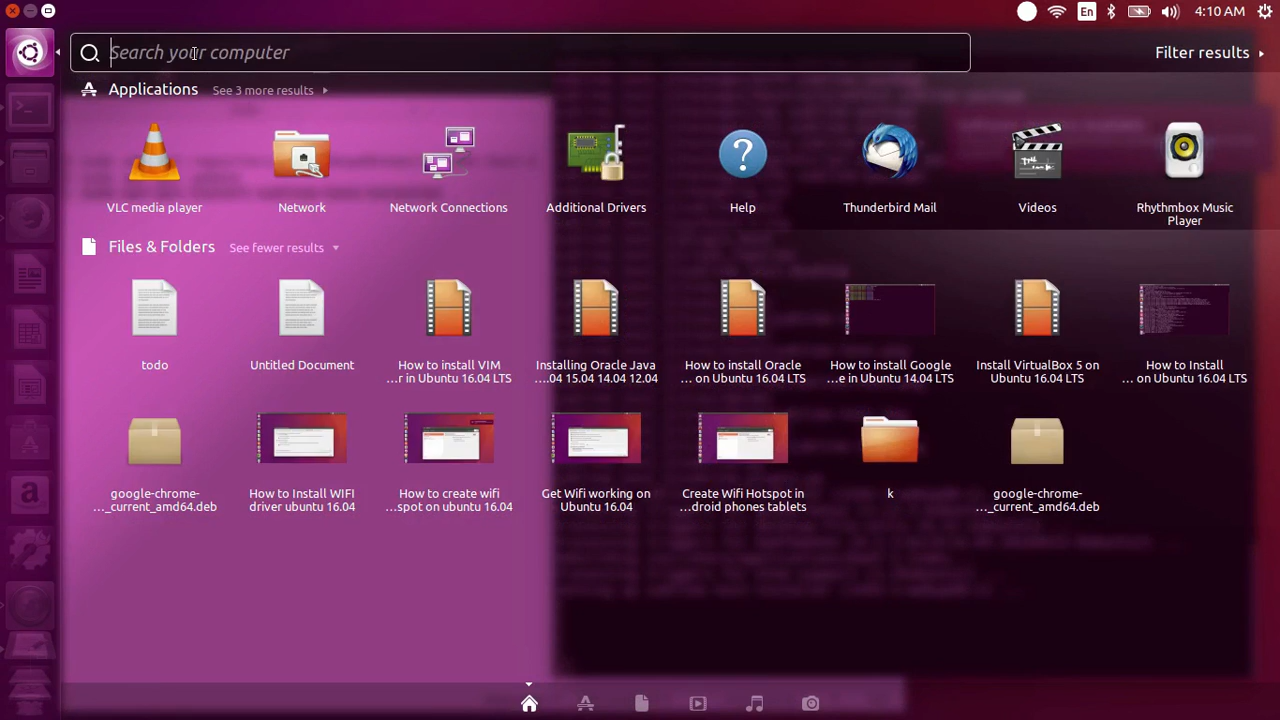 En 4:10 AM
Search your computer
Filter results
Applications See 3 more results
VLC media player
Network
Network Connections
Additional Drivers
Help
Thunderbird Mail
Videos
Rhythmbox Music
Player
Files & Folders See fewer results
todo
Untitled Document
How to install VIM
...r in Ubuntu 16.04 LTS
Installing Oracle Java
....04 15.04 14.04 12.04
How to install Oracle
... on Ubuntu 16.04 LTS
How to install Google
...e in Ubuntu 14.04 LTS
Install VirtualBox 5 on
Ubuntu 16.04 LTS
How to Install
... on Ubuntu 16.04 LTS
google-chrome-
..._current_amd64.deb
How to Install WIFI
driver ubuntu 16.04
How to create wifi
...spot on ubuntu 16.04
Get Wifi working on
Ubuntu 16.04
Create Wifi Hotspot in
...droid phones tablets
k
google-chrome-
..._current_amd64.deb